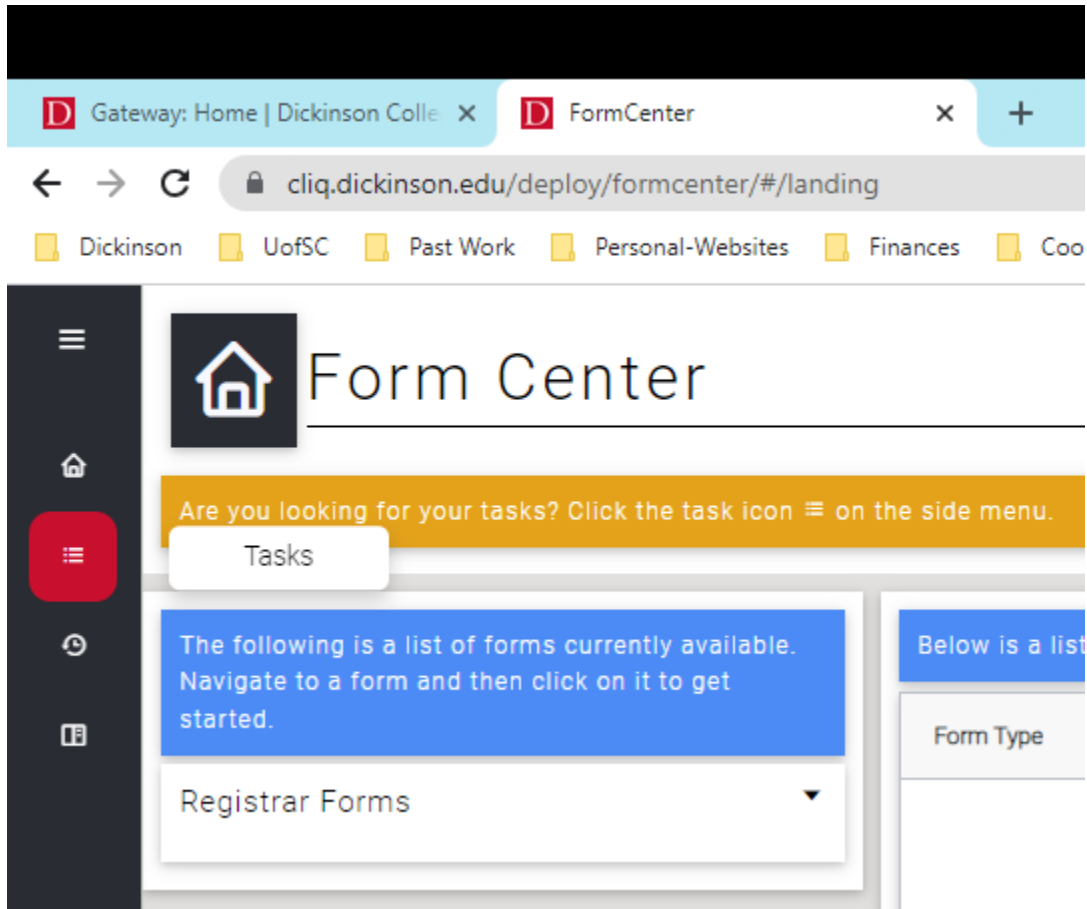 D Gateway: Home | Dickinson Colle
D FormCenter
cliq.dickinson.edu/deploy/formcenter/#/landing
Dickinson UofSC Past Work Personal-Websites Finances Coo
Form Center
Are you looking for your tasks? Click the task icon on the side menu.
Tasks
The following is a list of forms currently available.
Navigate to a form and then click on it to get
started.
Registrar Forms
Below is a list
Form Type